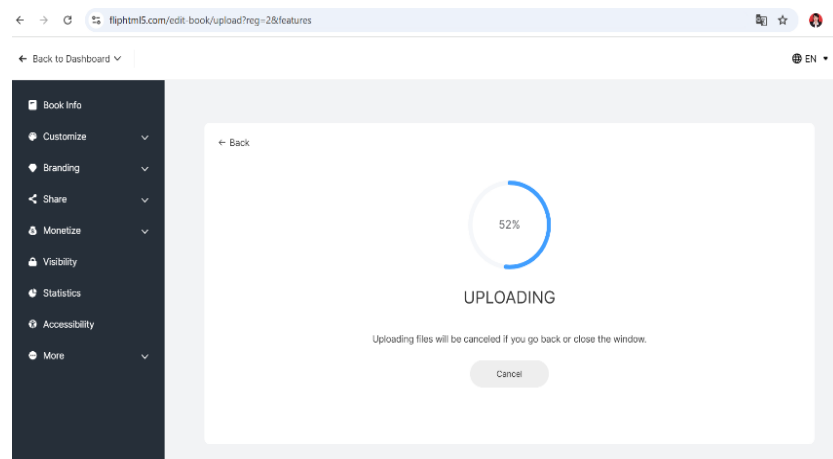 fliphtml5.com/edit-book/upload?reg=2&features
← Back to Dashboard
EN
Book Info
Customize
Branding
Share
Monetize
Visibility
Statistics
Accessibility
More
← Back
52%
UPLOADING
Uploading files will be canceled if you go back or close the window.
Cancel